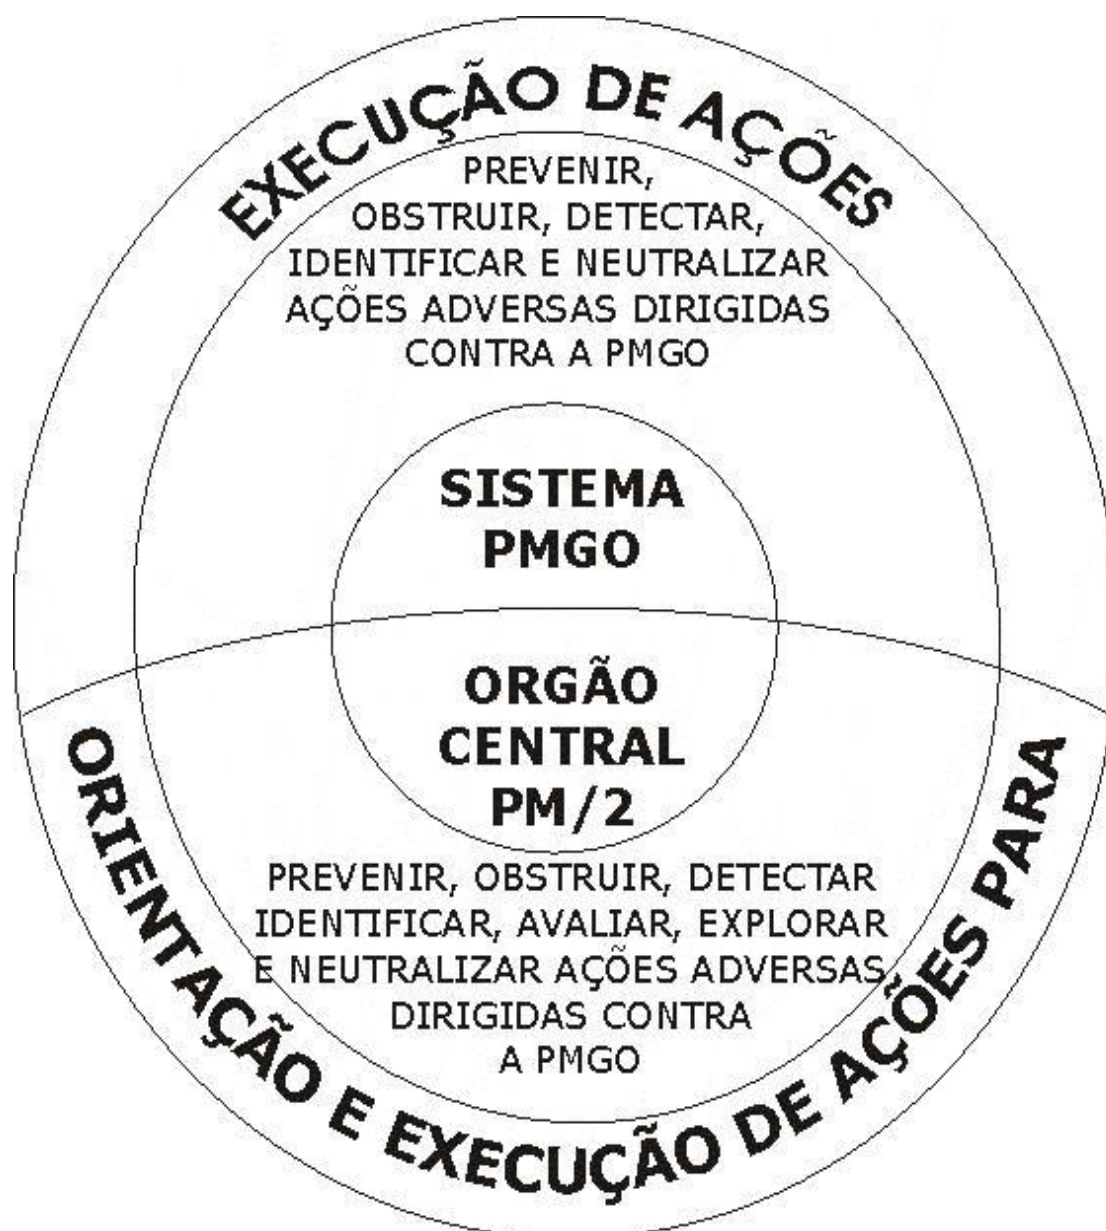 EXECUÇÃO DE AÇÕES
PREVENIR,
OBSTRUIR, DETECTAR,
IDENTIFICAR E NEUTRALIZAR
AÇÕES ADVERSAS DIRIGIDAS
CONTRA A PMGO
SISTEMA
PMGO
ORGÃO
CENTRAL
PM/2
PREVENIR, OBSTRUIR, DETECTAR
IDENTIFICAR, AVALIAR, EXPLORAR
E NEUTRALIZAR AÇÕES ADVERSAS
DIRIGIDAS CONTRA
A PMGO
ORIENTAÇÃO E EXECUÇÃO DE AÇÕES PARA